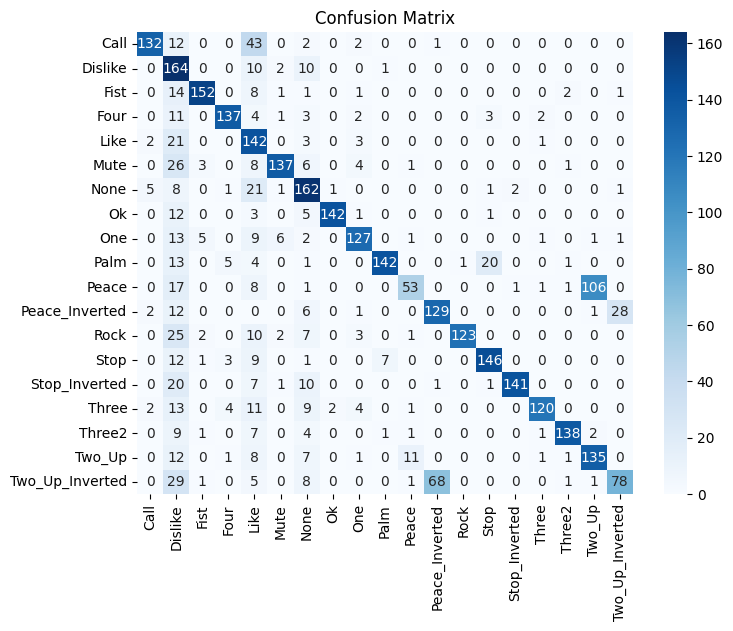 Confusion Matrix
Call 132 12 0 0 43 0 2 0 2 0 0 1 0 0 0 0 0 0 0
Dislike 0 164 0 0 10 2 10 0 0 1 0 0 0 0 0 0 0 0 0
Fist 0 14 152 0 8 1 1 0 1 0 0 0 0 0 0 0 2 0 1
Four 0 11 0 137 4 1 3 0 2 0 0 0 0 3 0 2 0 0 0
Like 2 21 0 0 142 0 3 0 3 0 0 0 0 0 0 1 0 0 0
Mute 0 26 3 0 8 137 6 0 4 0 1 0 0 0 0 0 1 0 0
None 5 8 0 1 21 1 162 1 0 0 0 0 0 1 2 0 0 0 1
Ok 0 12 0 0 3 0 5 142 1 0 0 0 0 1 0 0 0 0 0
One 0 13 5 0 9 6 2 0 127 0 1 0 0 0 0 1 0 1 1
Palm 0 13 0 5 4 0 1 0 0 142 0 0 1 20 0 0 1 0 0
Peace 0 17 0 0 8 0 1 0 0 0 53 0 0 0 1 1 1 106 0
Peace_Inverted 2 12 0 0 0 0 6 0 1 0 0 129 0 0 0 0 0 1 28
Rock 0 25 2 0 10 2 7 0 3 0 1 0 123 0 0 0 0 0 0
Stop 0 12 1 3 9 0 1 0 0 7 0 0 0 146 0 0 0 0 0
Stop_Inverted 0 20 0 0 7 1 10 0 0 0 0 1 0 1 141 0 0 0 0
Three 2 13 0 4 11 0 9 2 4 0 1 0 0 0 0 120 0 0 0
Three2 0 9 1 0 7 0 4 0 0 1 1 0 0 0 0 1 138 2 0
Two_Up 0 12 0 1 8 0 7 0 1 0 11 0 0 0 0 1 1 135 0
Two_Up_Inverted 0 29 1 0 5 0 8 0 0 0 1 68 0 0 0 0 1 1 78
Call Dislike Fist Four Like Mute None Ok One Palm Peace Peace_Inverted Rock Stop Stop_Inverted Three Three2 Two_Up Two_Up_Inverted
160
140
120
100
80
60
40
20
0